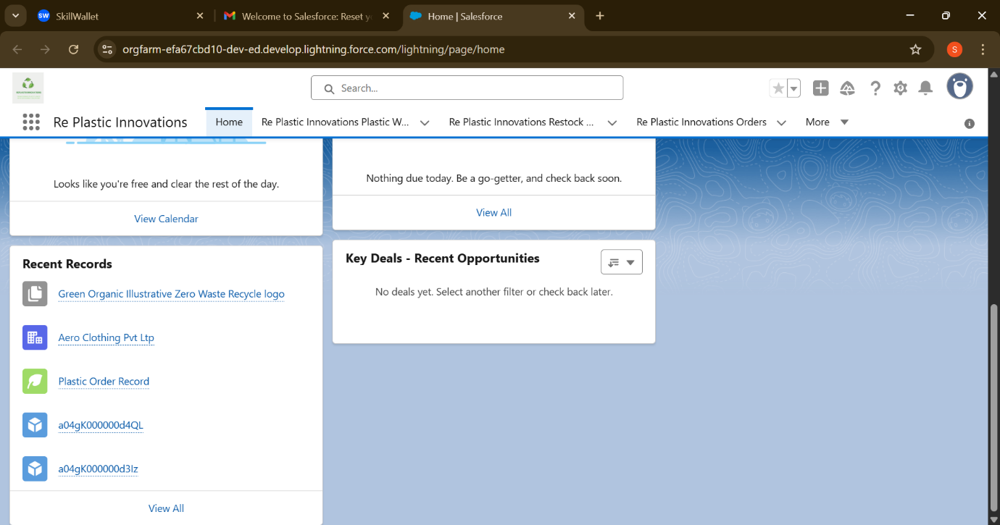 SW SkillWallet
Welcome to Salesforce: Reset y
Home | Salesforce
orgfarm-efa67cbd10-dev-ed.develop.lightning.force.com/lightning/page/home
S
Search...
Re Plastic Innovations
Home
Re Plastic Innovations Plastic W...
Re Plastic Innovations Restock ...
Re Plastic Innovations Orders
More
Looks like you're free and clear the rest of the day.
View Calendar
Nothing due today. Be a go-getter, and check back soon.
View All
Recent Records
Green Organic Illustrative Zero Waste Recycle logo
Aero Clothing Pvt Ltp
Plastic Order Record
a04gK000000d4QL
a04gK000000d3Iz
View All
Key Deals - Recent Opportunities
No deals yet. Select another filter or check back later.